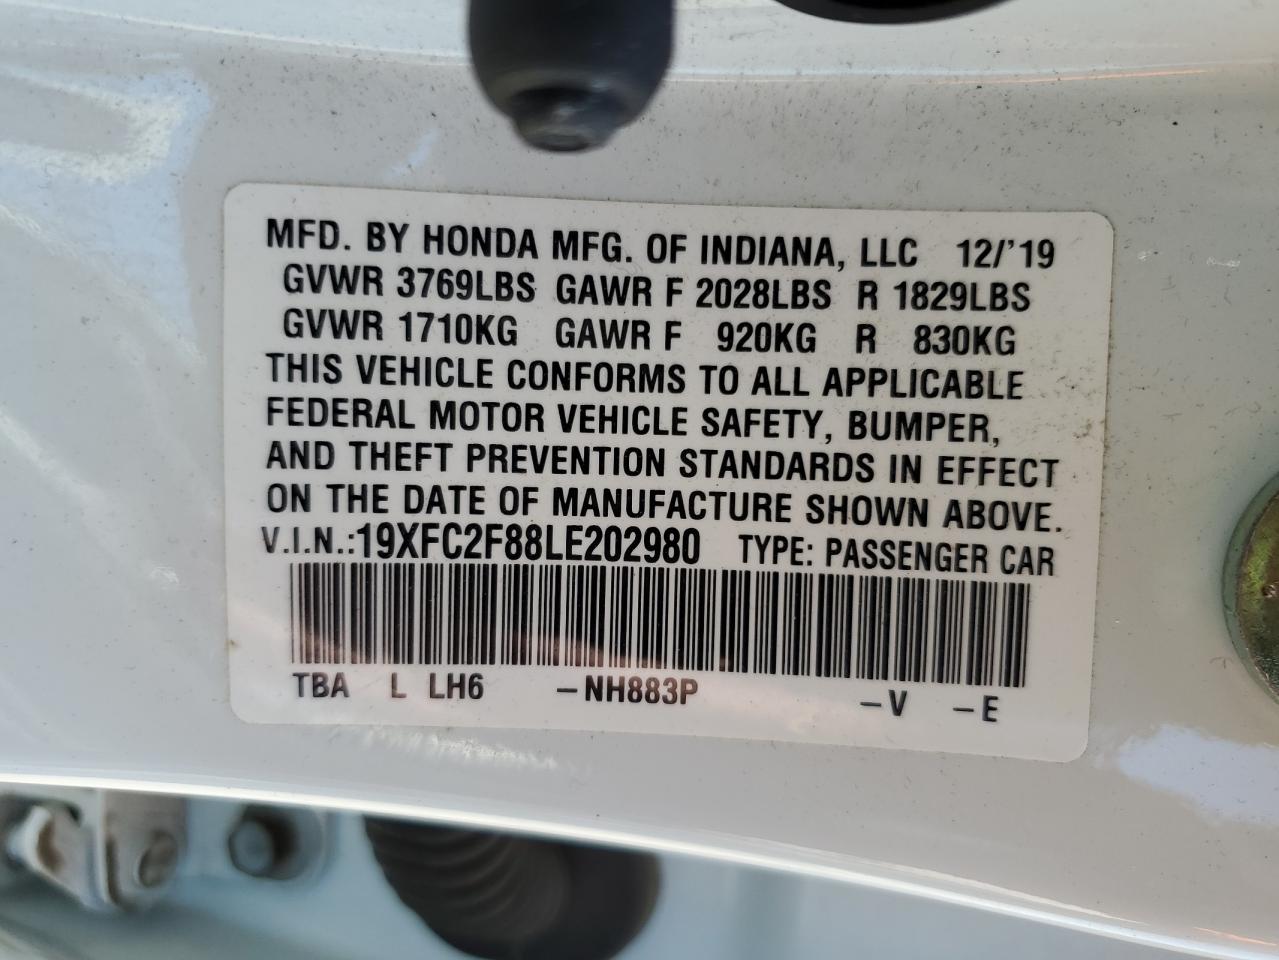 MFD. BY HONDA MFG. OF INDIANA, LLC 12/'19
GVWR 3769LBS GAWR F 2028LBS R 1829LBS
GVWR 1710KG GAWR F 920KG R 830KG
THIS VEHICLE CONFORMS TO ALL APPLICABLE
FEDERAL MOTOR VEHICLE SAFETY, BUMPER,
AND THEFT PREVENTION STANDARDS IN EFFECT
ON THE DATE OF MANUFACTURE SHOWN ABOVE.
V.I.N.:19XFC2F88LE202980 TYPE: PASSENGER CAR
TBA L LH6 –NH883P –V –E